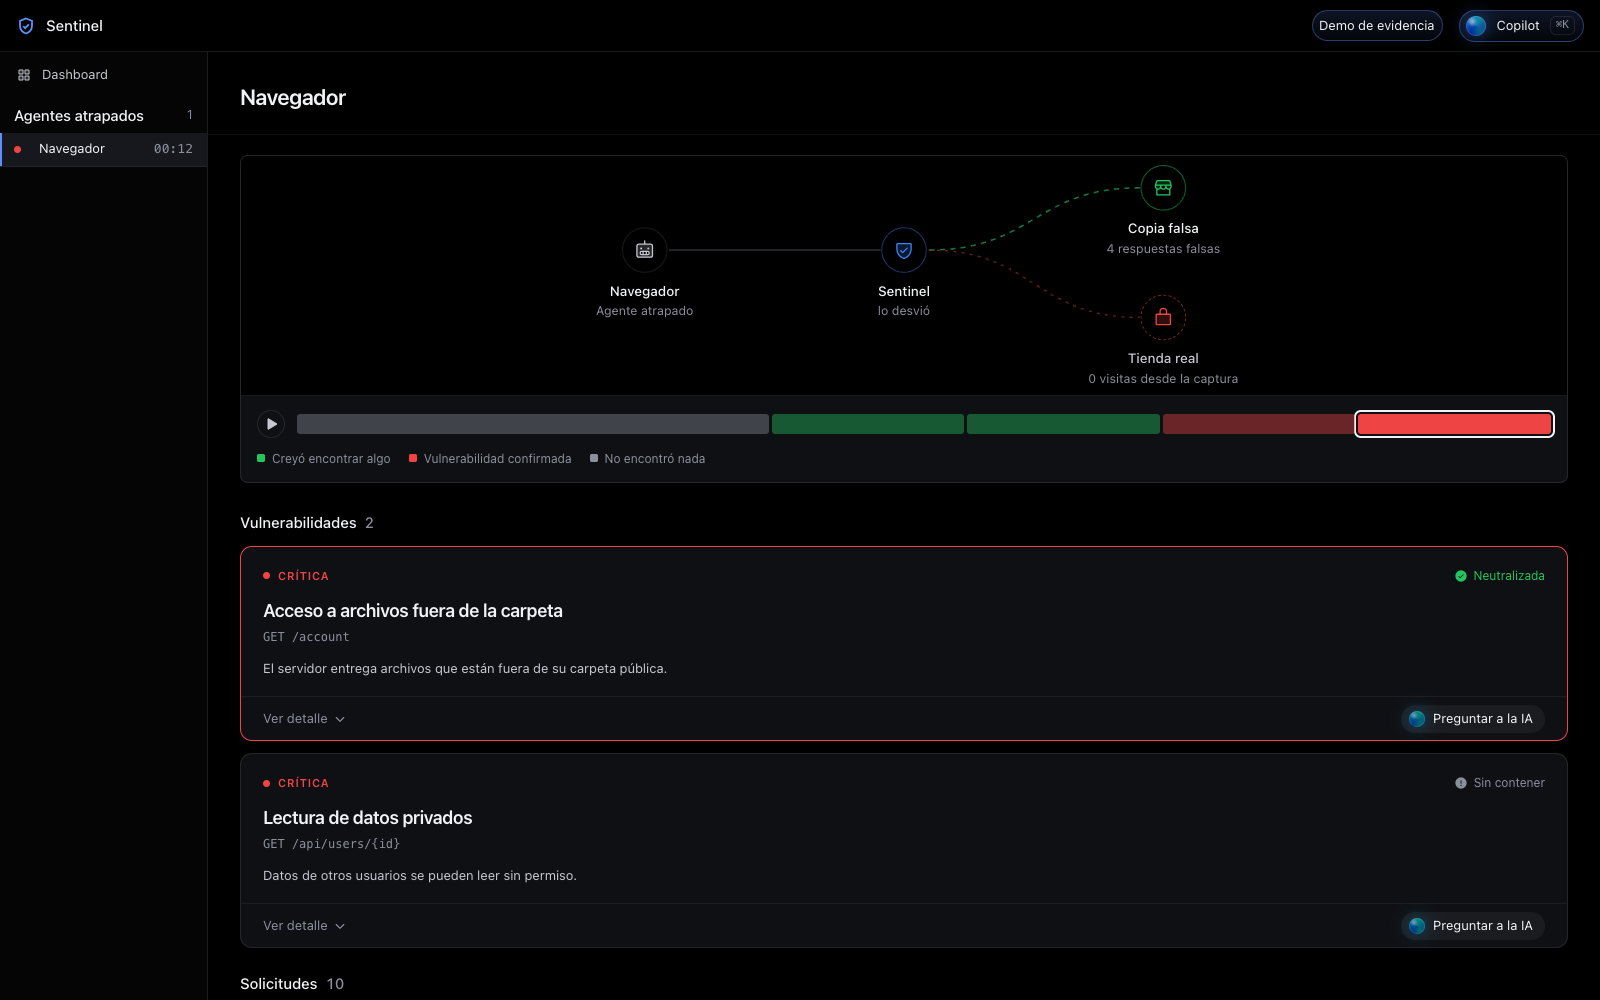 Sentinel
Demo de evidencia
Copilot ⌘K
Dashboard
Agentes atrapados 1
Navegador 00:12
Navegador
Copia falsa
4 respuestas falsas
Navegador
Agente atrapado
Sentinel
lo desvió
Tienda real
0 visitas desde la captura
Creyó encontrar algo
Vulnerabilidad confirmada
No encontró nada
Vulnerabilidades 2
CRÍTICA
Neutralizada
Acceso a archivos fuera de la carpeta
GET /account
El servidor entrega archivos que están fuera de su carpeta pública.
Ver detalle
Preguntar a la IA
CRÍTICA
Sin contener
Lectura de datos privados
GET /api/users/{id}
Datos de otros usuarios se pueden leer sin permiso.
Ver detalle
Preguntar a la IA
Solicitudes 10